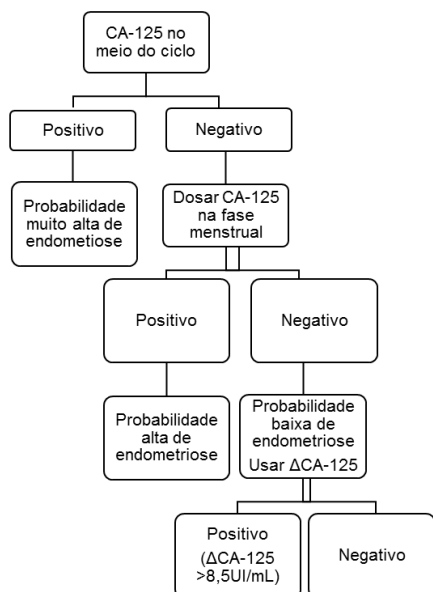 CA-125 no
meio do ciclo
Positivo
Negativo
Probabilidade
muito alta de
endometiose
Dosar CA-125
na fase
menstrual
Positivo
Negativo
Probabilidade
alta de
endometriose
Probabilidade
baixa de
endometriose
Usar ΔCA-125
Positivo
(ΔCA-125
>8,5UI/mL)
Negativo